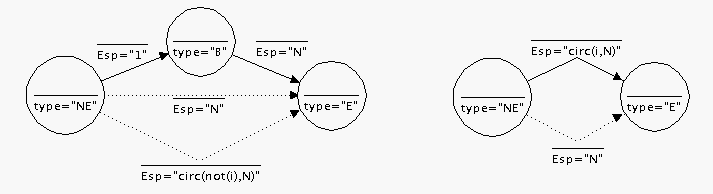 Esp="1"
type="B"
Esp="N"
type="NE"
Esp="N"
type="E"
Esp="circ(not(i),N)"
Esp="circ(i,N)"
type="NE"
type="E"
Esp="N"